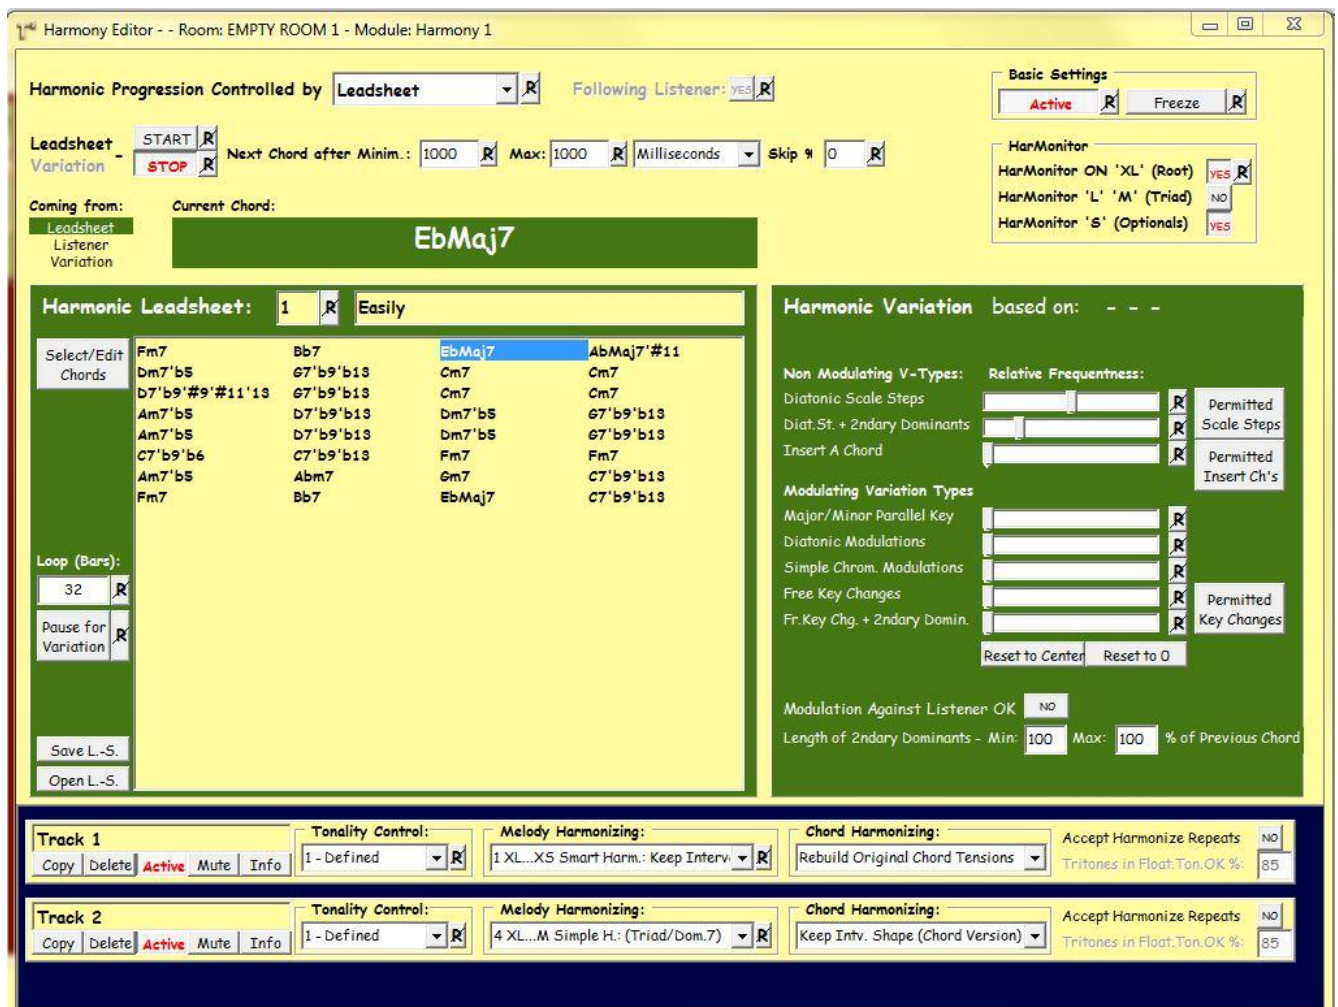 Harmony Editor - - Room: EMPTY ROOM 1 - Module: Harmony 1
Harmonic Progression Controlled by Leadsheet R Following Listener: YES R
Basic Settings
Active R Freeze R
Leadsheet - START R
Variation STOP R
Next Chord after Minim.: 1000 R Max: 1000 R Milliseconds Skip % 0 R
HarMonitor
HarMonitor ON 'XL' (Root) YES R
HarMonitor 'L' 'M' (Triad) NO
HarMonitor 'S' (Optionals) YES
Coming from:
Leadsheet
Listener
Variation
Current Chord:
EbMaj7
Harmonic Leadsheet: 1 R Easily
Select/Edit
Chords
Fm7 Bb7 EbMaj7 AbMaj7'#11
Dm7'b5 G7'b9'b13 Cm7 Cm7
D7'b9'#9'#11'13 G7'b9'b13 Cm7 Cm7
Am7'b5 D7'b9'b13 Dm7'b5 G7'b9'b13
Am7'b5 D7'b9'b13 Dm7'b5 G7'b9'b13
C7'b9'b6 C7'b9'b13 Fm7 Fm7
Am7'b5 Abm7 Gm7 C7'b9'b13
Fm7 Bb7 EbMaj7 C7'b9'b13
Loop (Bars):
32 R
Pause for
Variation R
Save L.-S.
Open L.-S.
Harmonic Variation based on: - - -
Non Modulating V-Types: Relative Frequentness:
Diatonic Scale Steps R
Diat.St. + 2ndary Dominants R
Insert A Chord R
Permitted
Scale Steps
Permitted
Insert Ch's
Modulating Variation Types
Major/Minor Parallel Key R
Diatonic Modulations R
Simple Chrom. Modulations R
Free Key Changes R
Fr.Key Chg. + 2ndary Domin. R
Permitted
Key Changes
Reset to Center Reset to 0
Modulation Against Listener OK NO
Length of 2ndary Dominants - Min: 100 Max: 100 % of Previous Chord
Track 1
Copy Delete Active Mute Info
Tonality Control:
1 - Defined R
Melody Harmonizing:
1 XL...XS Smart Harm.: Keep Interv R
Chord Harmonizing:
Rebuild Original Chord Tensions
Accept Harmonize Repeats NO
Tritones in Float.Ton.OK %: 85
Track 2
Copy Delete Active Mute Info
Tonality Control:
1 - Defined R
Melody Harmonizing:
4 XL...M Simple H.: (Triad/Dom.7) R
Chord Harmonizing:
Keep Intv. Shape (Chord Version)
Accept Harmonize Repeats NO
Tritones in Float.Ton.OK %: 85